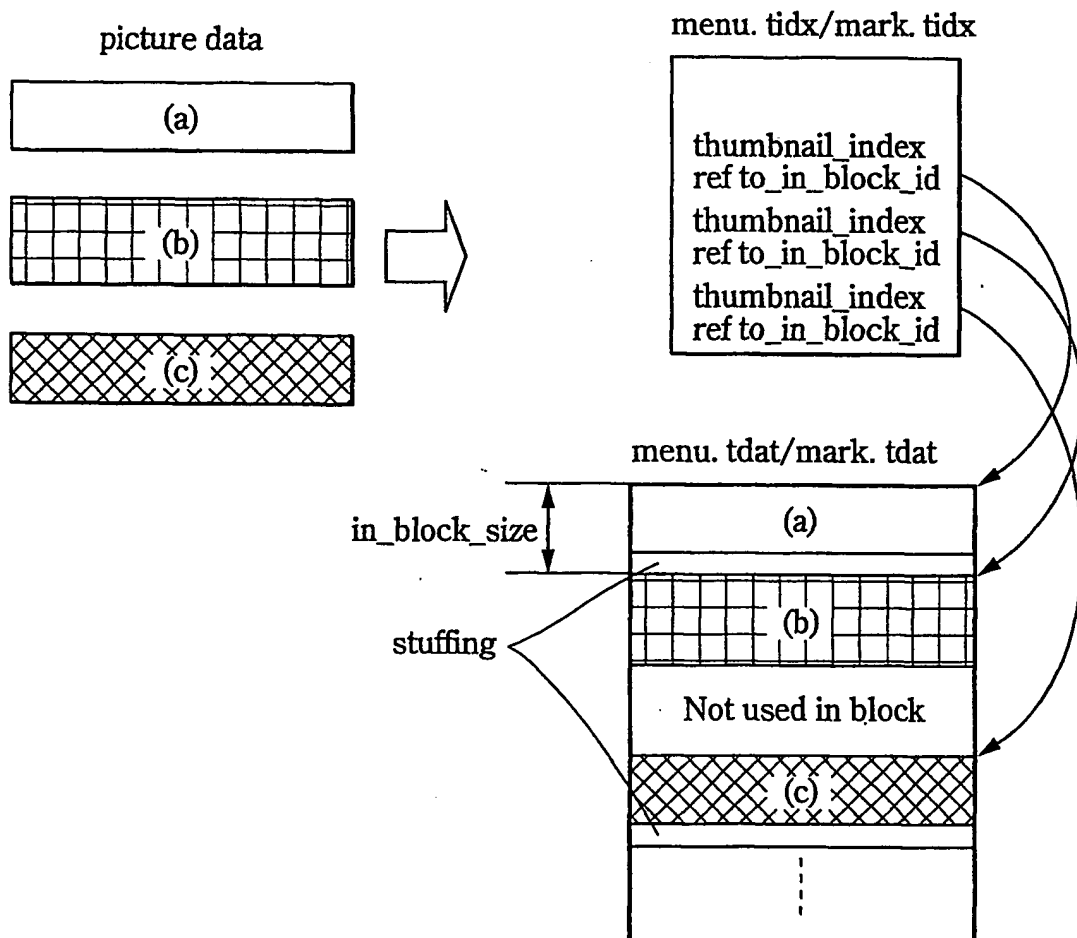 picture data
(a)
(b)
(c)
menu. tidx/mark. tidx
thumbnail_index
ref to_in_block_id
thumbnail_index
ref to_in_block_id
thumbnail_index
ref to_in_block_id
menu. tdat/mark. tdat
in_block_size
(a)
stuffing
(b)
Not used in block
(c)